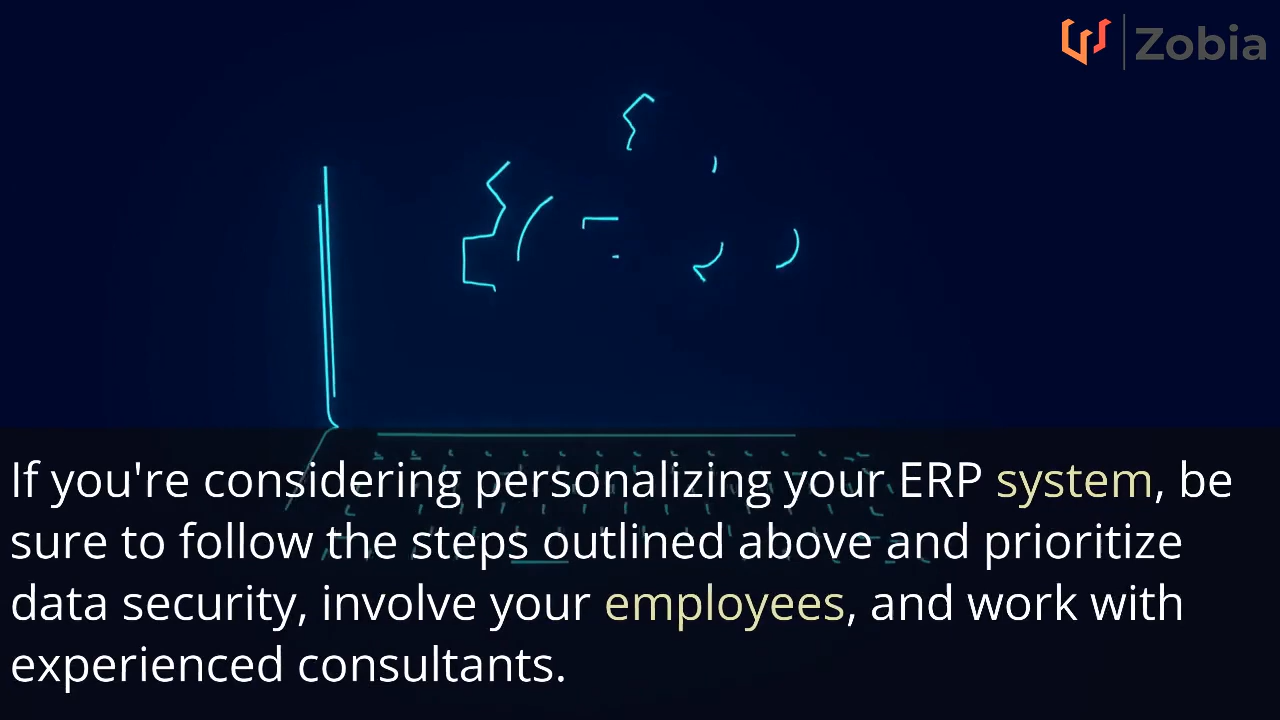 Zobia
If you're considering personalizing your ERP system, be
sure to follow the steps outlined above and prioritize
data security, involve your employees, and work with
experienced consultants.